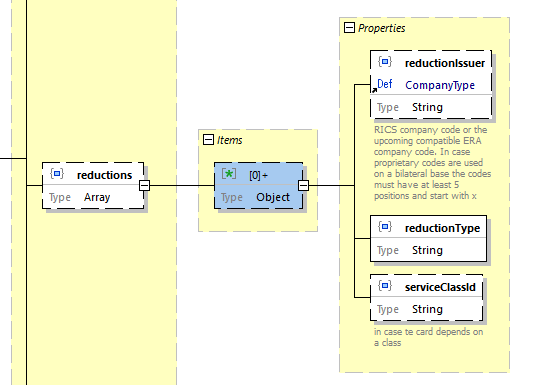 Properties
reductionIssuer
Def CompanyType
Type String
RICS company code or the
upcoming compatible ERA
company code. In case
proprietary codes are used
on a bilateral base the codes
must have at least 5
positions and start with x
Items
[0]+
Type Object
reductions
Type Array
reductionType
Type String
serviceClassId
Type String
in case te card depends on
a class